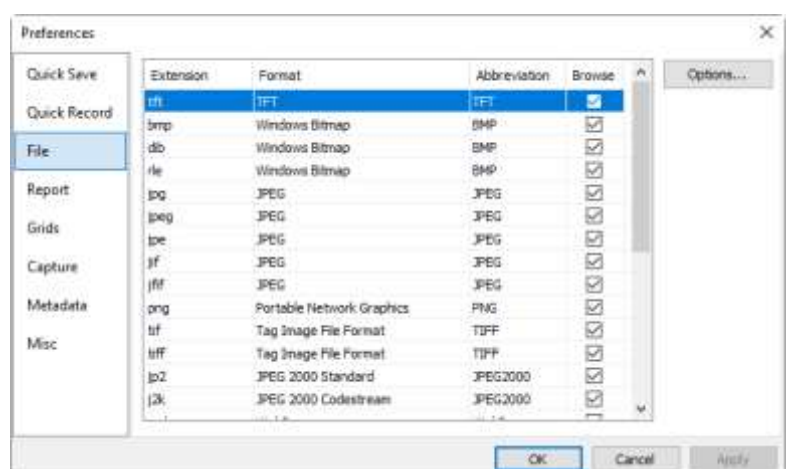 Preferences
Quick Save
Quick Record
File
Report
Grids
Capture
Metadata
Misc
Extension Format Abbreviation Browse
tft TFT TFT
bmp Windows Bitmap BMP
dib Windows Bitmap BMP
rle Windows Bitmap BMP
jpg JPEG JPEG
jpeg JPEG JPEG
jpe JPEG JPEG
jif JPEG JPEG
jfif JPEG JPEG
png Portable Network Graphics PNG
tif Tag Image File Format TIFF
tiff Tag Image File Format TIFF
jp2 JPEG 2000 Standard JPEG2000
j2k JPEG 2000 Codestream JPEG2000
Options...
OK Cancel Apply